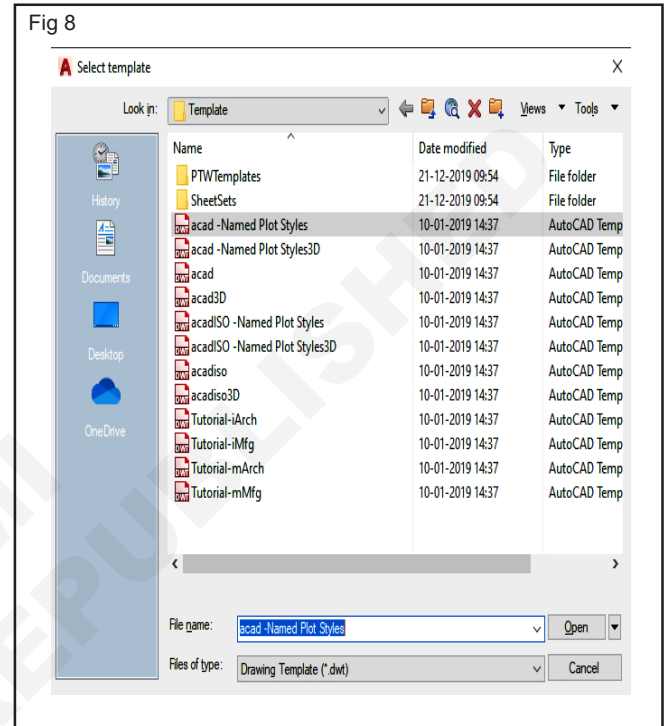 Fig 8
Select template X
Look in: Template Views Tools
Name Date modified Type
PTWTemplates 21-12-2019 09:54 File folder
SheetSets 21-12-2019 09:54 File folder
acad -Named Plot Styles 10-01-2019 14:37 AutoCAD Temp
acad -Named Plot Styles3D 10-01-2019 14:37 AutoCAD Temp
acad 10-01-2019 14:37 AutoCAD Temp
acad3D 10-01-2019 14:37 AutoCAD Temp
acadISO -Named Plot Styles 10-01-2019 14:37 AutoCAD Temp
acadISO -Named Plot Styles3D 10-01-2019 14:37 AutoCAD Temp
acadiso 10-01-2019 14:37 AutoCAD Temp
acadiso3D 10-01-2019 14:37 AutoCAD Temp
Tutorial-iArch 10-01-2019 14:37 AutoCAD Temp
Tutorial-iMfg 10-01-2019 14:37 AutoCAD Temp
Tutorial-mArch 10-01-2019 14:37 AutoCAD Temp
Tutorial-mMfg 10-01-2019 14:37 AutoCAD Temp
History
Documents
Desktop
OneDrive
File name: acad -Named Plot Styles Open
Files of type: Drawing Template (*.dwt) Cancel